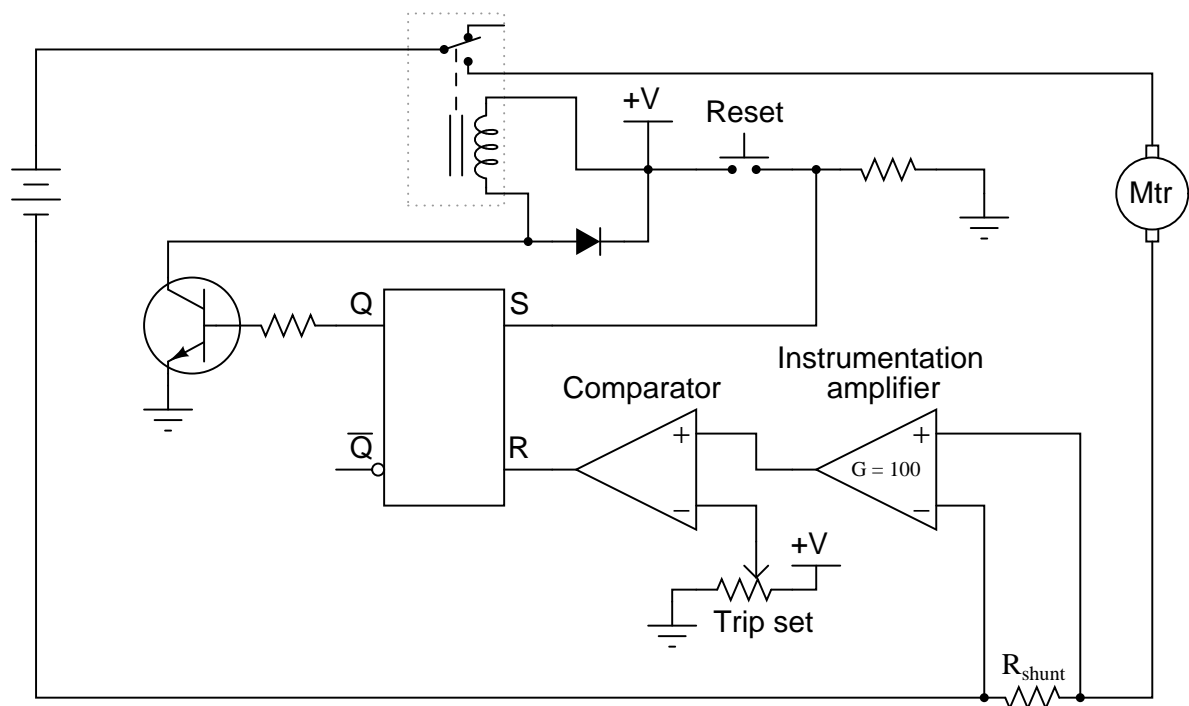 +V
Reset
Mtr
Q
S
Instrumentation
amplifier
Comparator
Q̅
R
+
−
+
−
G = 100
+V
Trip set
Rshunt